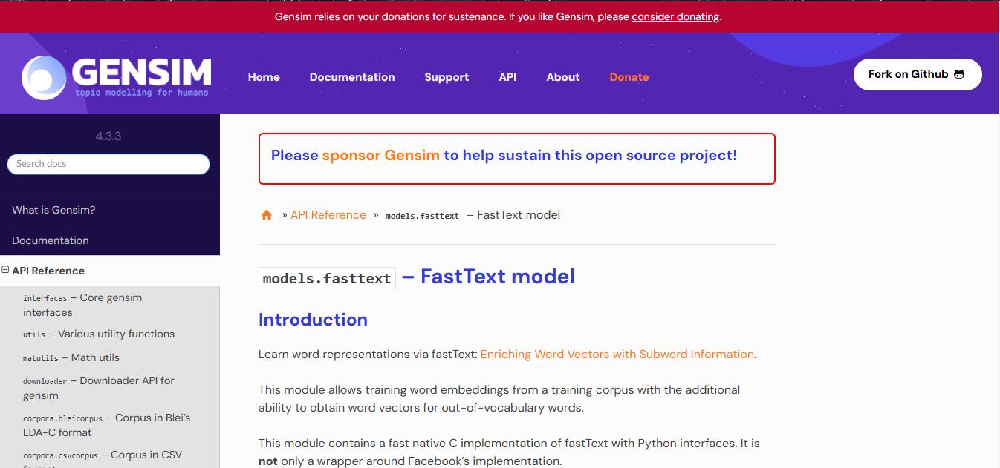 Gensim relies on your donations for sustenance. If you like Gensim, please consider donating.
GENSIM
topic modelling for humans
Home Documentation Support API About Donate
Fork on Github
4.3.3
Search docs
What is Gensim?
Documentation
API Reference
interfaces – Core gensim
interfaces
utils – Various utility functions
matutils – Math utils
downloader – Downloader API for
gensim
corpora.bleicorpus – Corpus in Blei's
LDA-C format
corpora.csvcorpus – Corpus in CSV
Please sponsor Gensim to help sustain this open source project!
» API Reference » models.fasttext – FastText model
models.fasttext – FastText model
Introduction
Learn word representations via fastText: Enriching Word Vectors with Subword Information.
This module allows training word embeddings from a training corpus with the additional
ability to obtain word vectors for out-of-vocabulary words.
This module contains a fast native C implementation of fastText with Python interfaces. It is
not only a wrapper around Facebook's implementation.